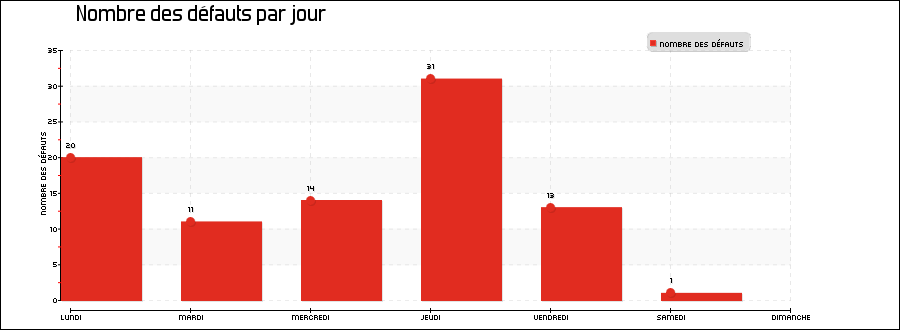 Nombre des défauts par jour
NOMBRE DES DÉFAUTS
35
30
25
20
15
10
5
0
NOMBRE DES DÉFAUTS
20
11
14
31
13
1
LUNDI
MARDI
MERCREDI
JEUDI
VENDREDI
SAMEDI
DIMANCHE